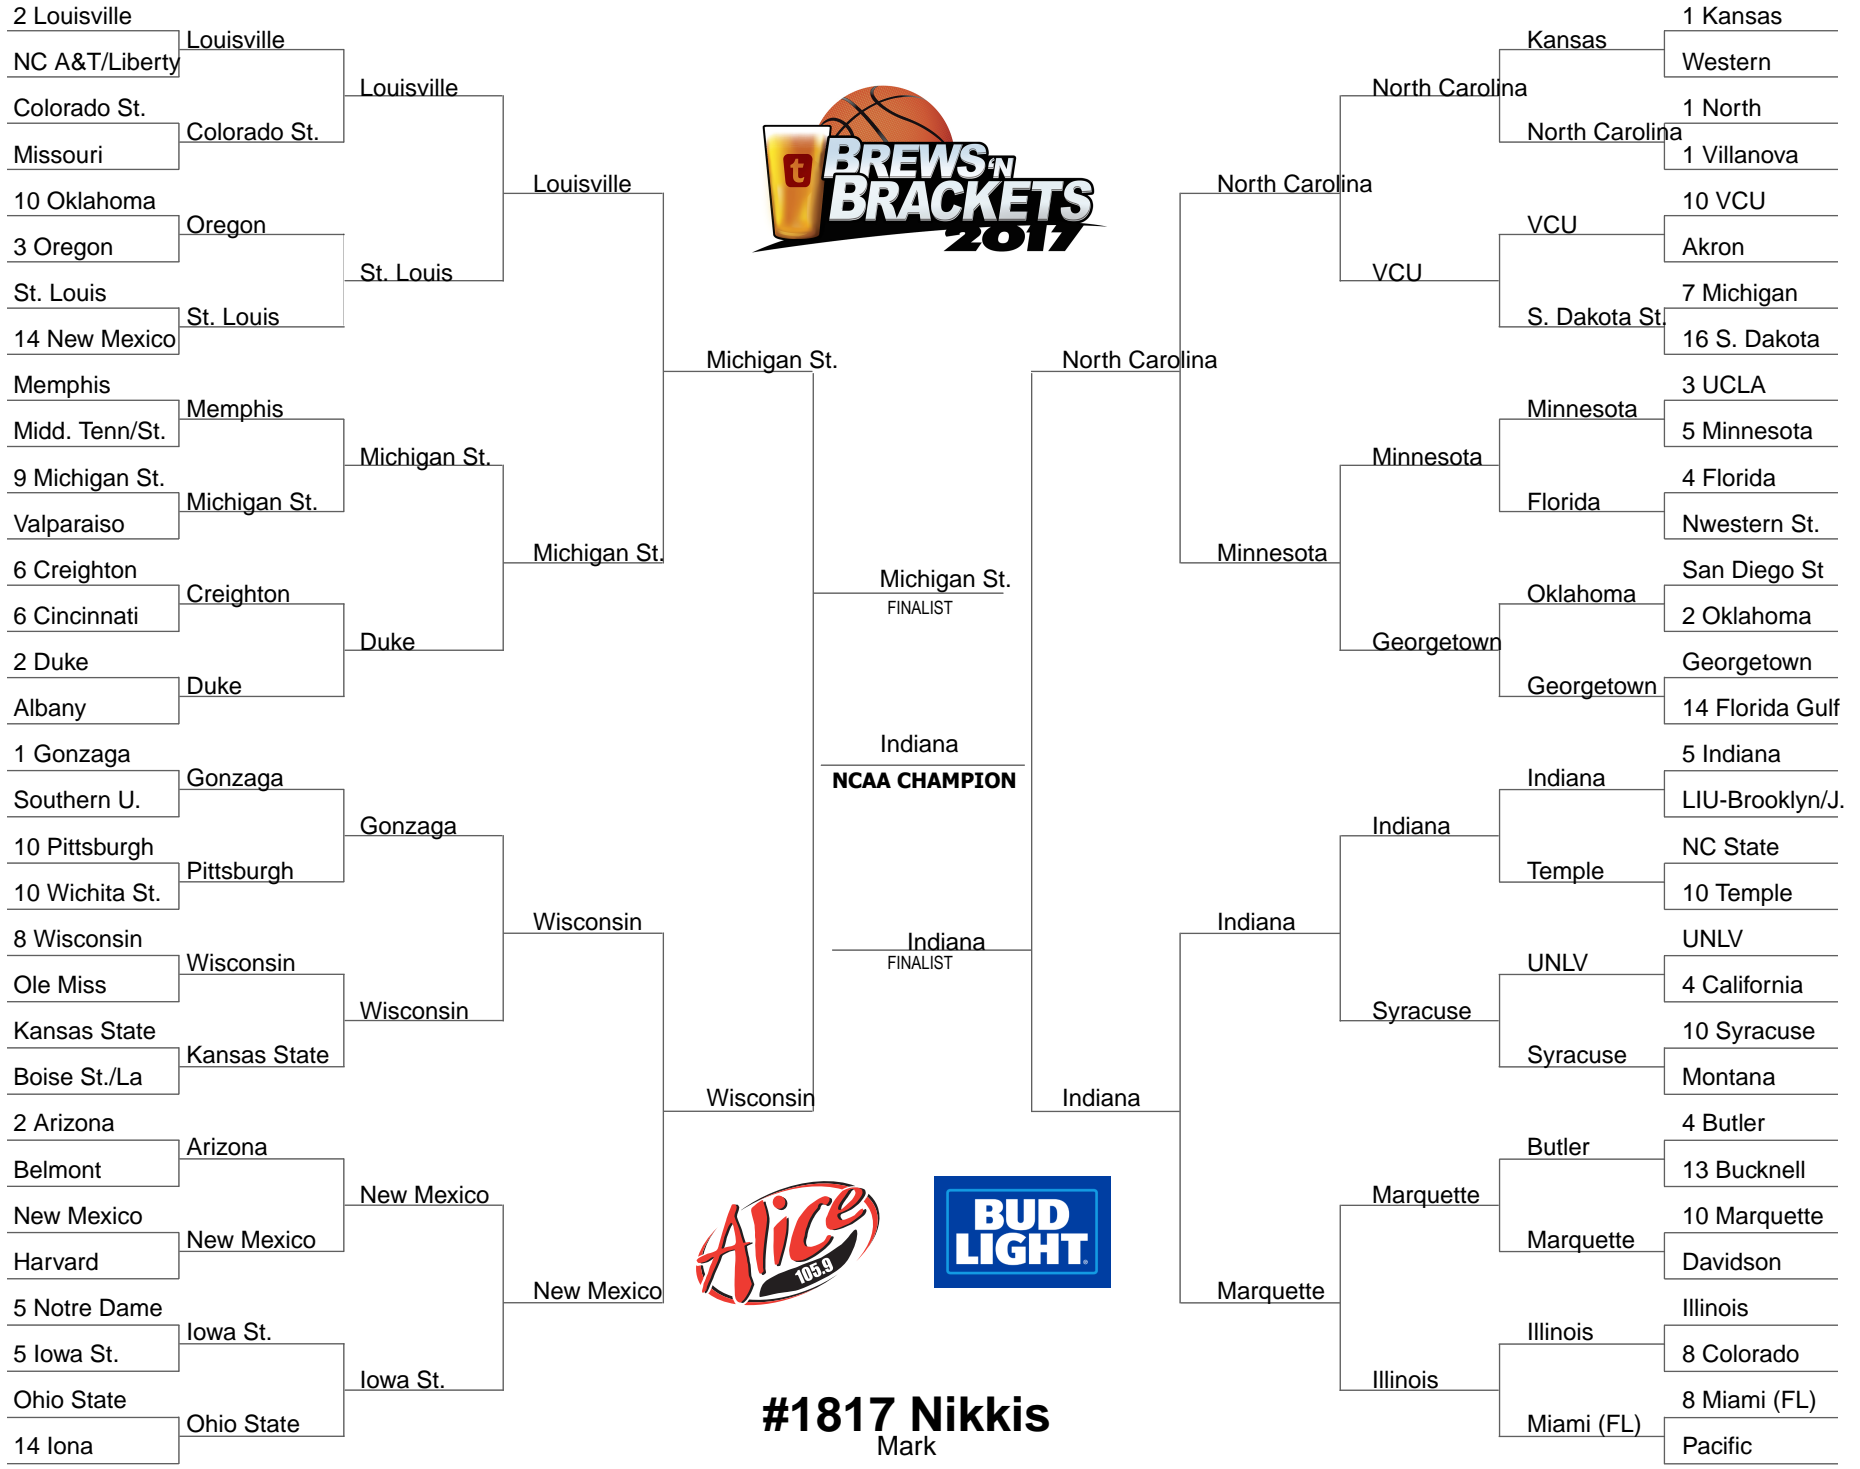 2 Louisville
NC A&T/Liberty
Colorado St.
Missouri
10 Oklahoma
3 Oregon
St. Louis
14 New Mexico
Memphis
Midd. Tenn/St.
9 Michigan St.
Valparaiso
6 Creighton
6 Cincinnati
2 Duke
Albany
1 Gonzaga
Southern U.
10 Pittsburgh
10 Wichita St.
8 Wisconsin
Ole Miss
Kansas State
Boise St./La
2 Arizona
Belmont
New Mexico
Harvard
5 Notre Dame
5 Iowa St.
Ohio State
14 Iona
Louisville
Colorado St.
Oregon
St. Louis
Memphis
Michigan St.
Creighton
Duke
Gonzaga
Pittsburgh
Wisconsin
Kansas State
Arizona
New Mexico
Iowa St.
Ohio State
Louisville
St. Louis
Michigan St.
Duke
Gonzaga
Wisconsin
New Mexico
Iowa St.
Louisville
Michigan St.
Wisconsin
New Mexico
Michigan St.
Wisconsin
t
BREWS 'N
BRACKETS
2017
Michigan St.
FINALIST
Indiana
NCAA CHAMPION
Indiana
FINALIST
Alice
105.9
BUD
LIGHT
#1817 Nikkis
Mark
North Carolina
Indiana
North Carolina
Minnesota
Indiana
Marquette
North Carolina
VCU
Minnesota
Georgetown
Indiana
Syracuse
Marquette
Illinois
Kansas
North Carolina
VCU
S. Dakota St.
Minnesota
Florida
Oklahoma
Georgetown
Indiana
Temple
UNLV
Syracuse
Butler
Marquette
Illinois
Miami (FL)
1 Kansas
Western
1 North
1 Villanova
10 VCU
Akron
7 Michigan
16 S. Dakota
3 UCLA
5 Minnesota
4 Florida
Nwestern St.
San Diego St
2 Oklahoma
Georgetown
14 Florida Gulf
5 Indiana
LIU-Brooklyn/J.
NC State
10 Temple
UNLV
4 California
10 Syracuse
Montana
4 Butler
13 Bucknell
10 Marquette
Davidson
Illinois
8 Colorado
8 Miami (FL)
Pacific